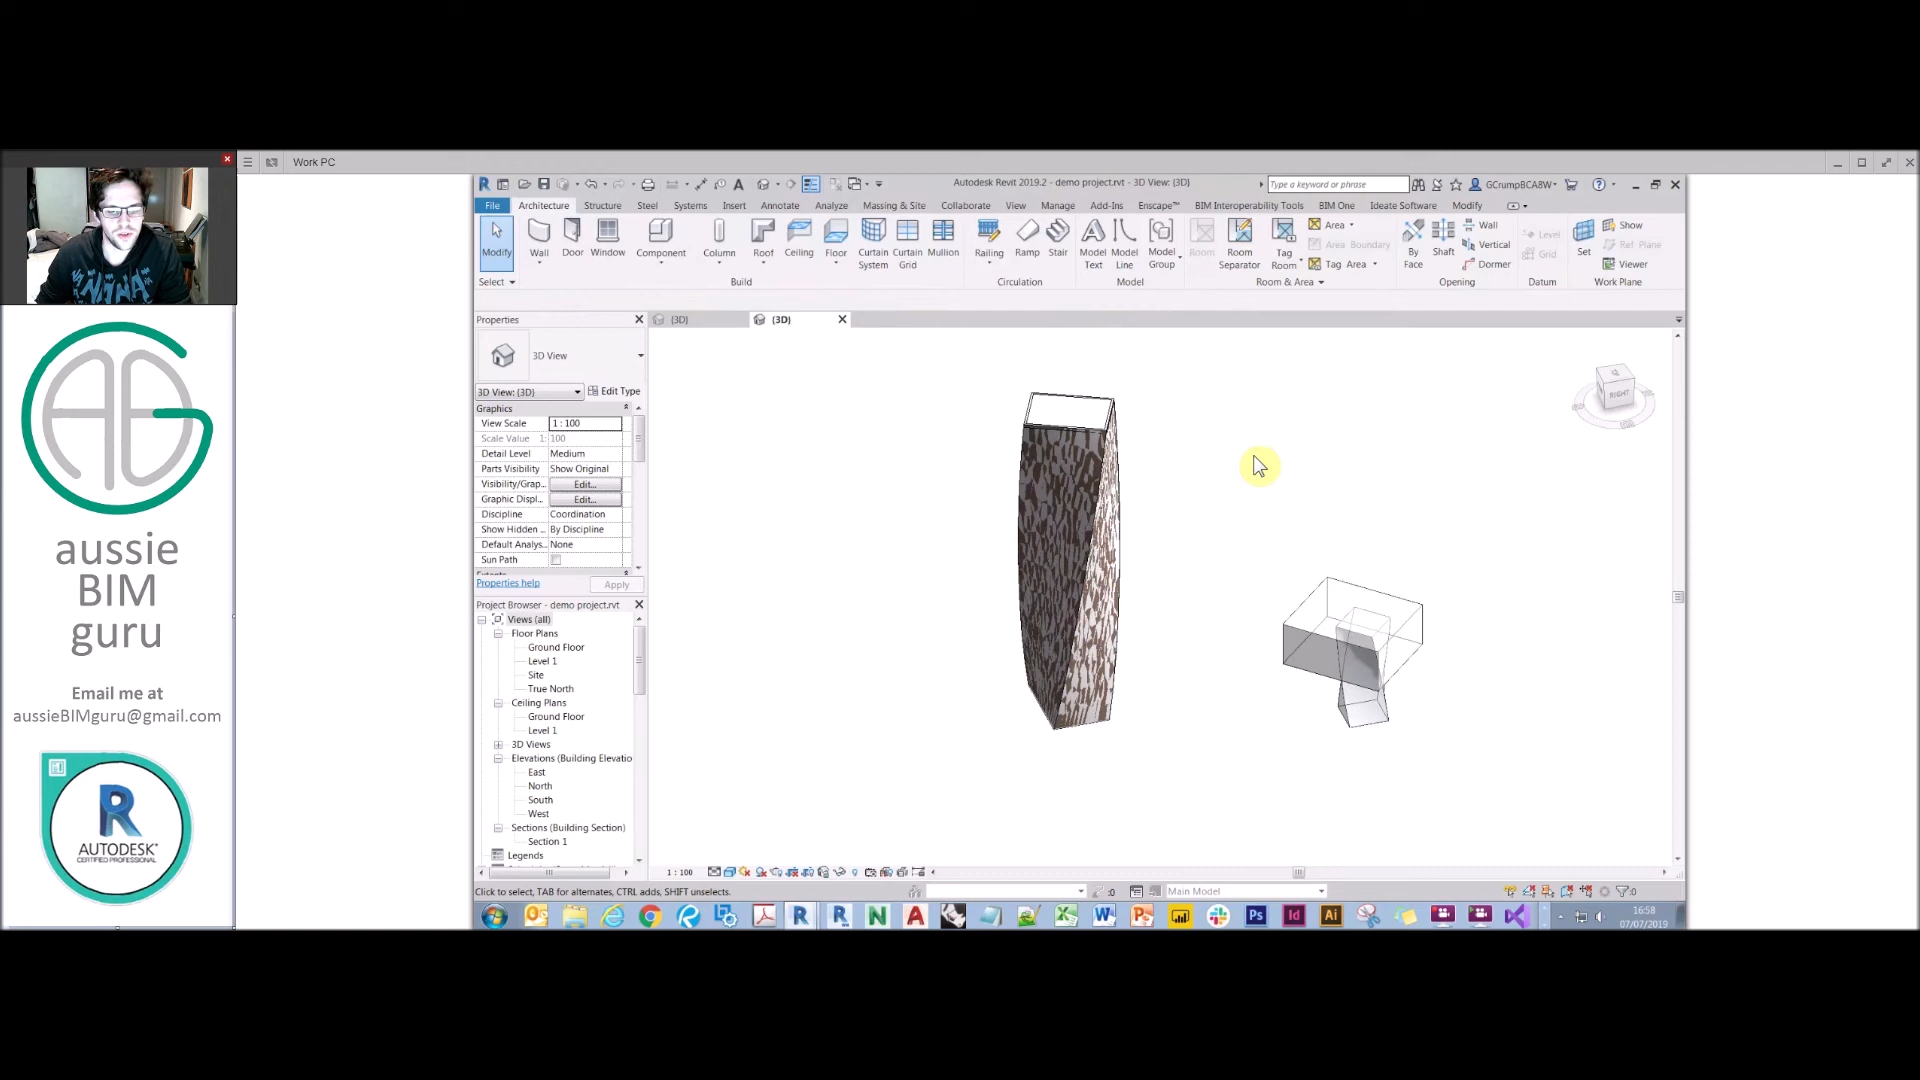 Work PC
Autodesk Revit 2019.2 - demo project.rvt - 3D View: {3D}
Type a keyword or phrase
GCrumpBCA8W
File Architecture Structure Steel Systems Insert Annotate Analyze Massing & Site Collaborate View Manage Add-Ins Enscape™ BIM Interoperability Tools BIM One Ideate Software Modify
Modify Wall Door Window Component Column Roof Ceiling Floor Curtain System Curtain Grid Mullion Railing Ramp Stair Model Text Model Line Model Group Room Room Separator Tag Room
Area
Area Boundary
Tag Area
By Face Shaft
Wall
Vertical
Dormer
Level
Grid
Set
Show
Ref Plane
Viewer
Select Build Circulation Model Room & Area Opening Datum Work Plane
Properties
{3D} {3D}
3D View
3D View: {3D} Edit Type
Graphics
View Scale 1 : 100
Scale Value 1: 100
Detail Level Medium
Parts Visibility Show Original
Visibility/Grap... Edit...
Graphic Displ... Edit...
Discipline Coordination
Show Hidden ... By Discipline
Default Analys... None
Sun Path
Properties help Apply
Project Browser - demo project.rvt
Views (all)
Floor Plans
Ground Floor
Level 1
Site
True North
Ceiling Plans
Ground Floor
Level 1
3D Views
Elevations (Building Elevatio
East
North
South
West
Sections (Building Section)
Section 1
Legends
RIGHT
1 : 100
Click to select, TAB for alternates, CTRL adds, SHIFT unselects.
:0
Main Model
:0
16:58
07/07/2019
aussie
BIM
guru
Email me at
aussieBIMguru@gmail.com
R
AUTODESK
CERTIFIED PROFESSIONAL